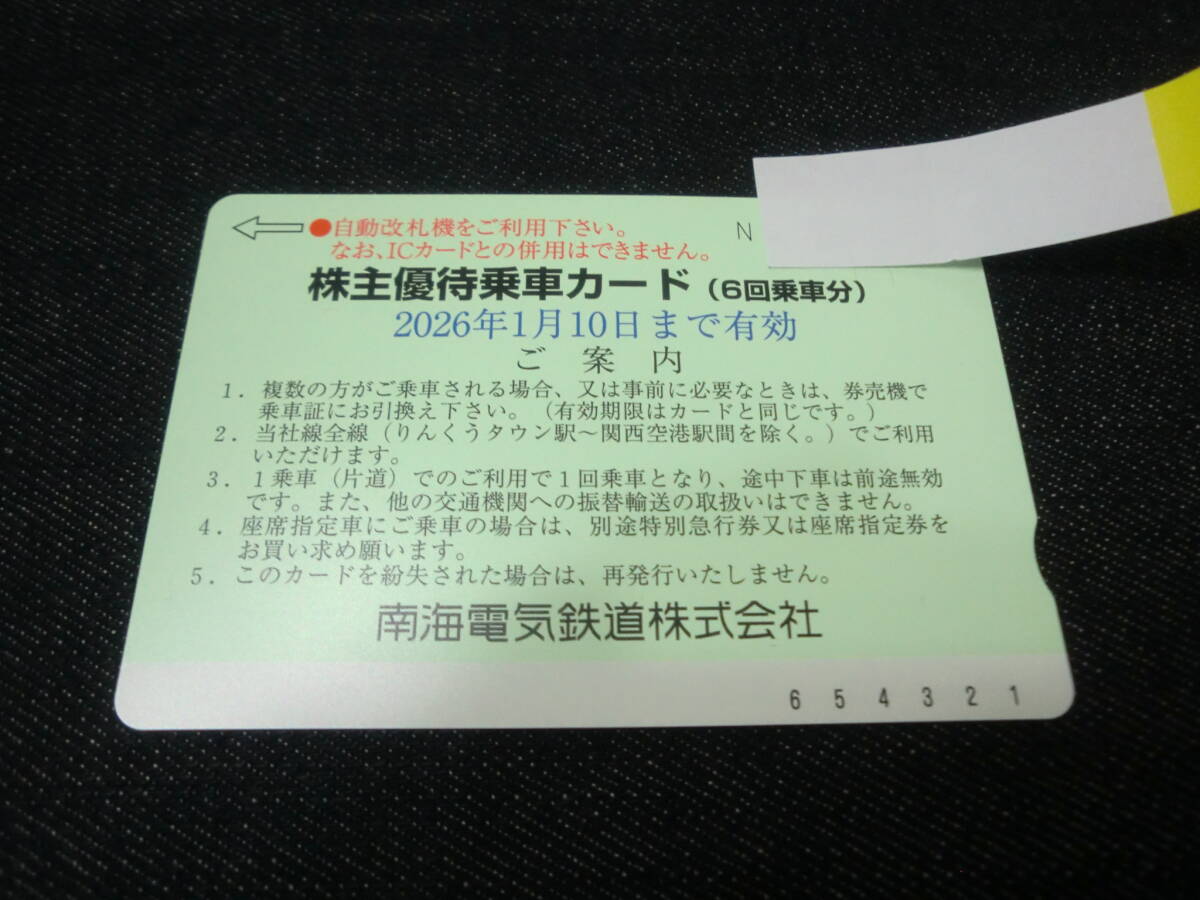 ●自動改札機をご利用下さい。
なお、ICカードとの併用はできません。
N
株主優待乗車カード（6回乗車分）
2026年1月10日まで有効
ご案内
1．複数の方がご乗車される場合、又は事前に必要なときは、券売機で
乗車証にお引換え下さい。（有効期限はカードと同じです。）
2．当社線全線（りんくうタウン駅～関西空港駅間を除く。）でご利用
いただけます。
3．1乗車（片道）でのご利用で1回乗車となり、途中下車は前途無効
です。また、他の交通機関への振替輸送の取扱いはできません。
4．座席指定車にご乗車の場合は、別途特別急行券又は座席指定券を
お買い求め願います。
5．このカードを紛失された場合は、再発行いたしません。
南海電気鉄道株式会社
6 5 4 3 2 1